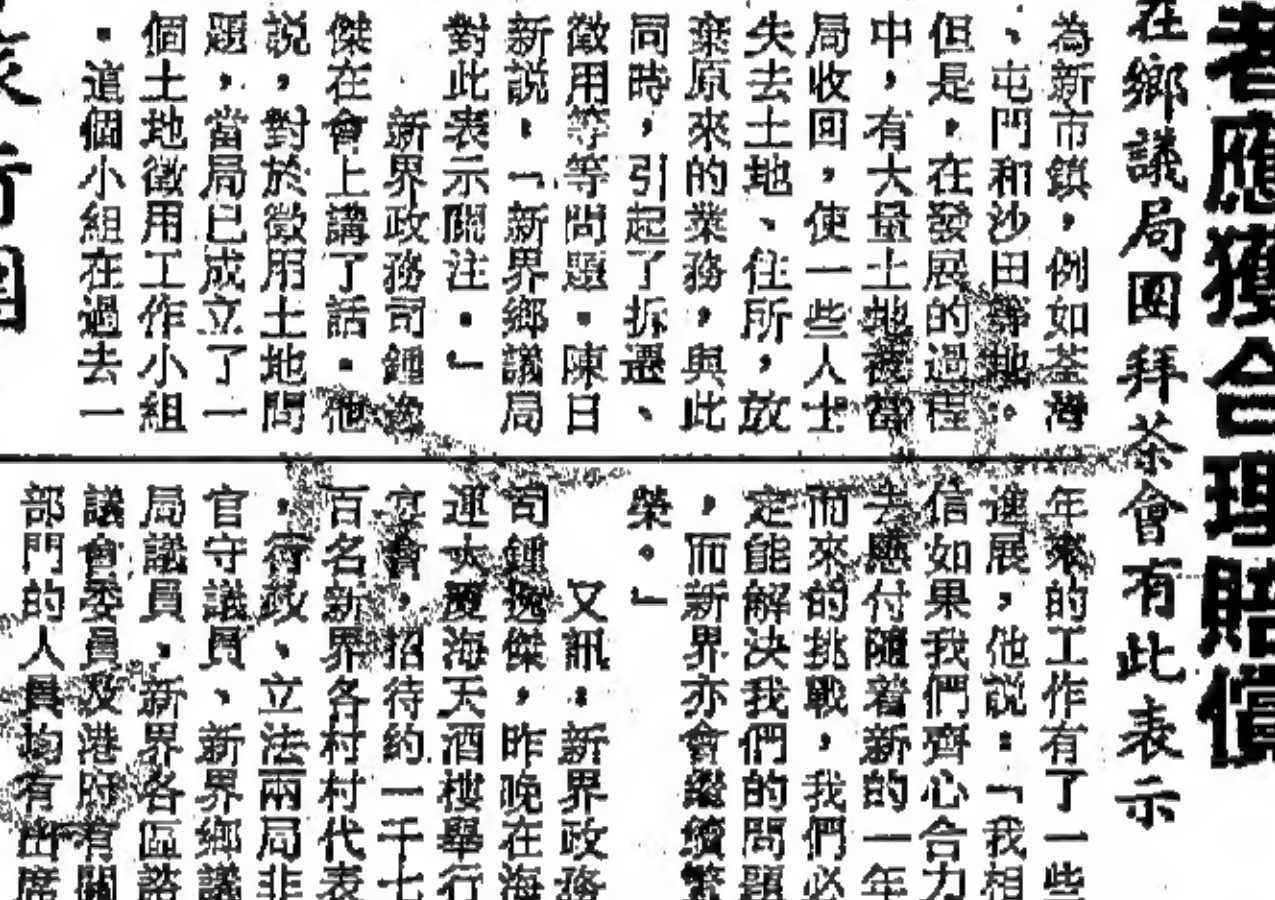 者應獲合理賠償
在鄉議局團拜茶會有此表示
為新市鎮，例如荃灣
、屯門和沙田等地。
但是，在發展的過程
中，有大量土地被當
局收回，使一些人士
失去土地、住所，放
棄原來的業務，與此
同時，引起了拆遷、
徵用等等問題。陳日
新說：「新界鄉議局
對此表示關注。」
新界政務司鍾逸
傑在會上講了話。他
說，對於徵用土地問
題，當局已成立了一
個土地徵用工作小組
。這個小組在過去一
年來的工作有了一些
進展，他說：「我相
信如果我們齊心合力
去應付隨着新的一年
而來的挑戰，我們必
定能解決我們的問題
，而新界亦會繼續繁
榮。」
又訊：新界政務
司鍾逸傑，昨晚在海
運大廈海天酒樓舉行
宴會，招待約一千七
百名新界各村村代表
，行政、立法兩局非
官守議員、新界鄉議
局議員、新界各區諮
議會委員及港府有關
部門的人員均有出席